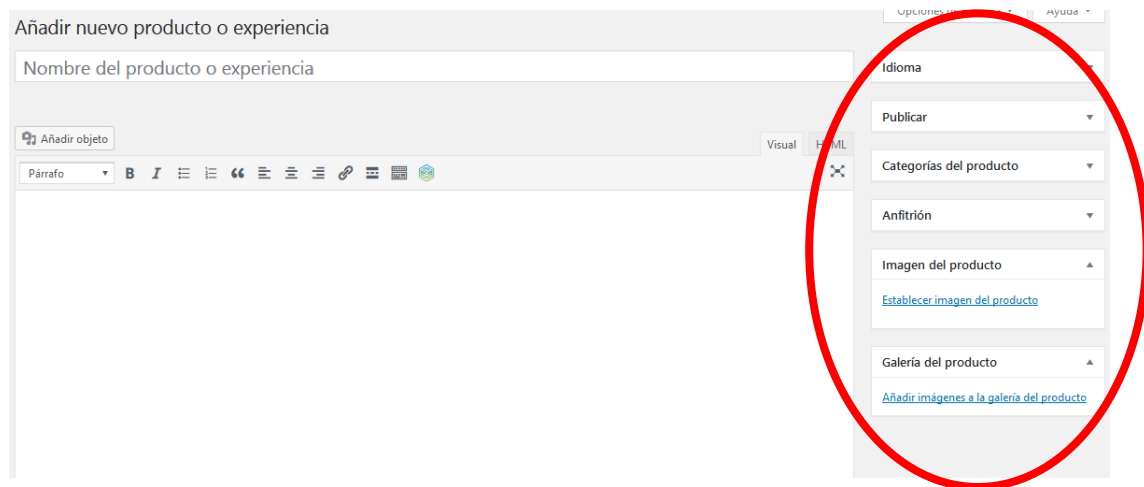 Opciones
Ayuda
Añadir nuevo producto o experiencia
Nombre del producto o experiencia
Añadir objeto
Visual
Párrafo
B I
Idioma
Publicar
Categorías del producto
Anfitrión
Imagen del producto
Establecer imagen del producto
Galería del producto
Añadir imágenes a la galería del producto